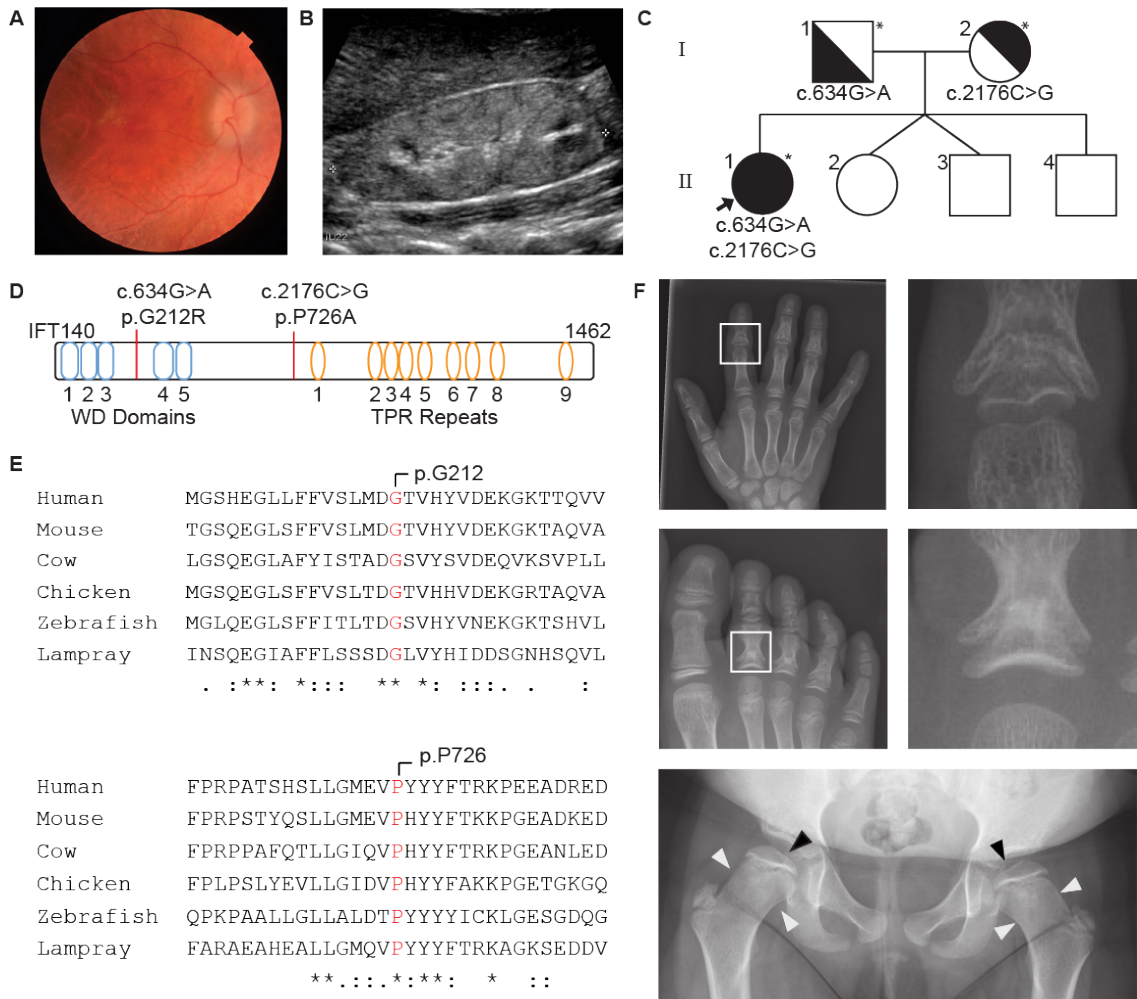 A
B
C
I
1
*
2
*
c.634G>A
c.2176C>G
II
1
*
2
3
4
c.634G>A
c.2176C>G
D
c.634G>A
c.2176C>G
p.G212R
p.P726A
IFT140
1462
1 2 3 4 5 1 2 3 4 5 6 7 8 9
WD Domains
TPR Repeats
E
p.G212
Human MGSHEGLLFFVSLMDGTVHYVDEKGKTTQVV
Mouse TGSQEGLSFFVSLMDGTVHYVDEKGKTAQVA
Cow LGSQEGLAFYISTADGSVYSVDEQVKSVPLL
Chicken MGSQEGLSFFVSLTDGTVHHVDEKGRTAQVA
Zebrafish MGLQEGLSFFITLTDGSVHYVNEKGKTSHVL
Lampray INSQEGIAFFLSSSDGLVYHIDDSGNHSQVL
. :**: *::: ** *: :::. . :
p.P726
Human FPRPATSHSLLGMEVPYYYFTRKPEEADRED
Mouse FPRPSTYQSLLGMEVPHYYFTKKPGEADKED
Cow FPRPPAFQTLLGIQVPHYYFTRKPGEANLED
Chicken FPLPSLYEVLLGIDVPHYYFAKKPGETGKGQ
Zebrafish QPKPAALLGLLALDTPYYYYICKLGESGDQG
Lampray FARAEAHEALLGMQVPYYYFTRKAGKSEDDV
**.::.*:**: * ::
F